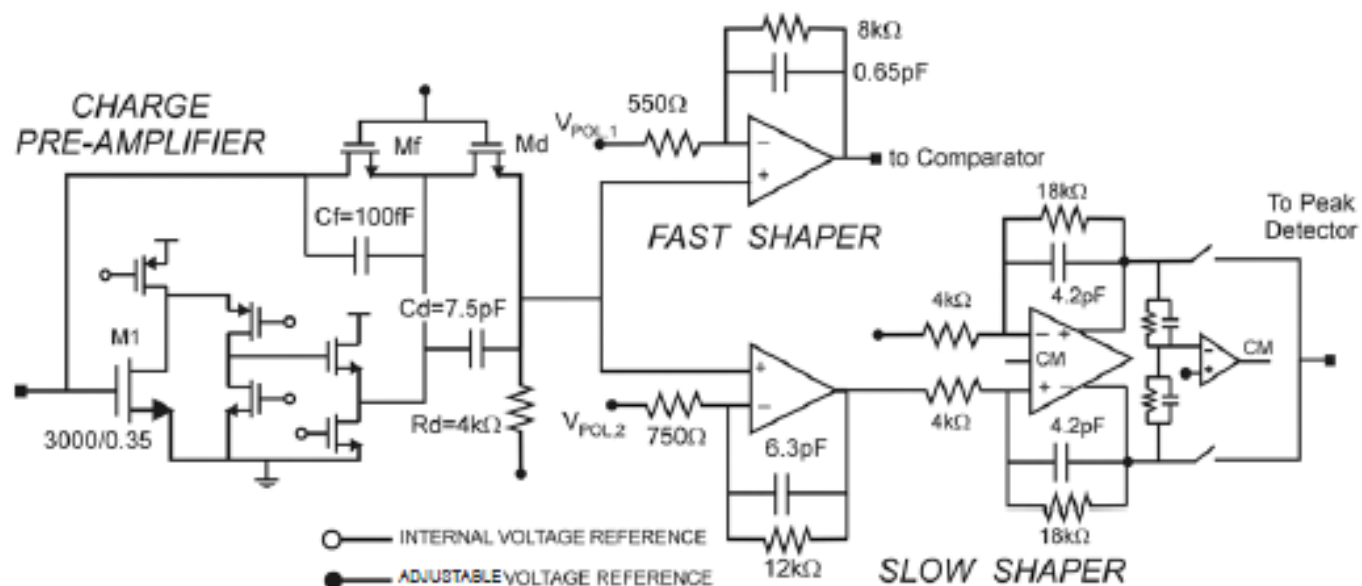 CHARGE
PRE-AMPLIFIER
Mf
Md
Cf=100fF
Cd=7.5pF
M1
3000/0.35
Rd=4kΩ
8kΩ
0.65pF
550Ω
VPOL.1
−
+
to Comparator
FAST SHAPER
+
−
VPOL.2
750Ω
6.3pF
12kΩ
18kΩ
4.2pF
4kΩ
− +
CM
+ −
4kΩ
4.2pF
18kΩ
To Peak
Detector
−
+
CM
SLOW SHAPER
INTERNAL VOLTAGE REFERENCE
ADJUSTABLE VOLTAGE REFERENCE